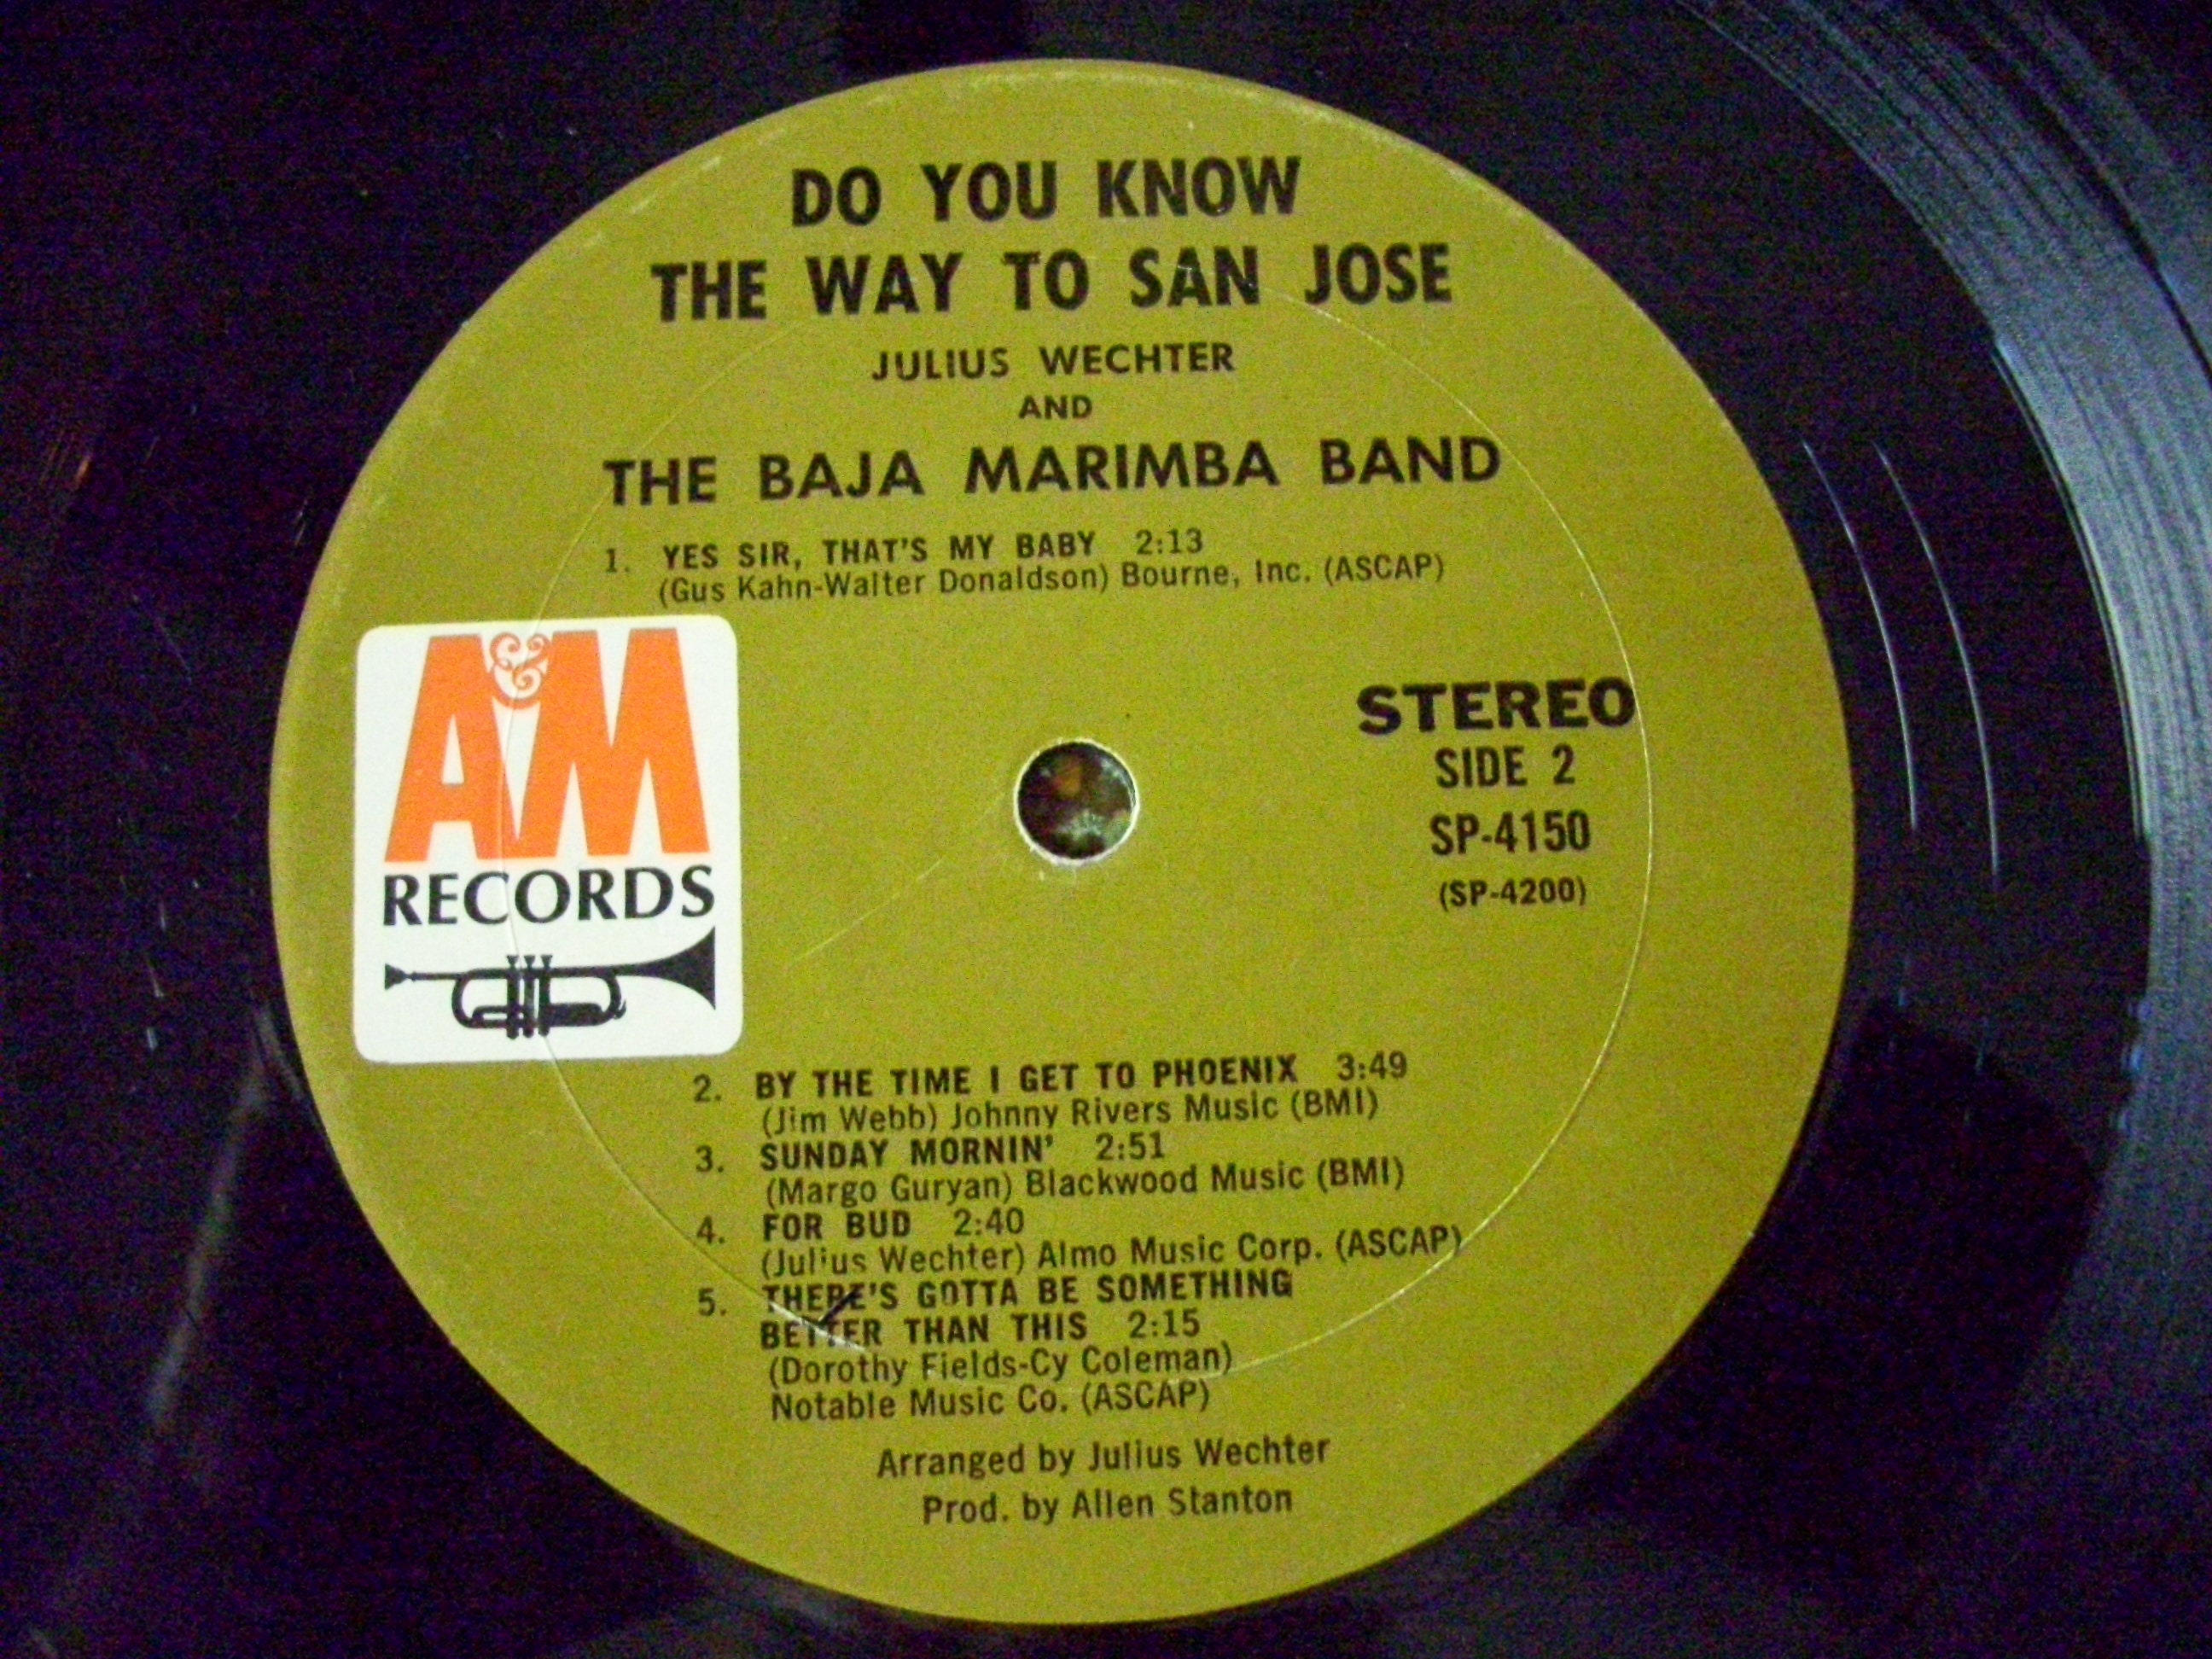 DO YOU KNOW
THE WAY TO SAN JOSE
JULIUS WECHTER
AND
THE BAJA MARIMBA BAND
1. YES SIR, THAT'S MY BABY 2:13
(Gus Kahn-Walter Donaldson) Bourne, Inc. (ASCAP)
A&M
RECORDS
STEREO
SIDE 2
SP-4150
(SP-4200)
2. BY THE TIME I GET TO PHOENIX 3:49
(Jim Webb) Johnny Rivers Music (BMI)
3. SUNDAY MORNIN' 2:51
(Margo Guryan) Blackwood Music (BMI)
4. FOR BUD 2:40
(Julius Wechter) Almo Music Corp. (ASCAP)
5. THERE'S GOTTA BE SOMETHING
BETTER THAN THIS 2:15
(Dorothy Fields-Cy Coleman)
Notable Music Co. (ASCAP)
Arranged by Julius Wechter
Prod. by Allen Stanton